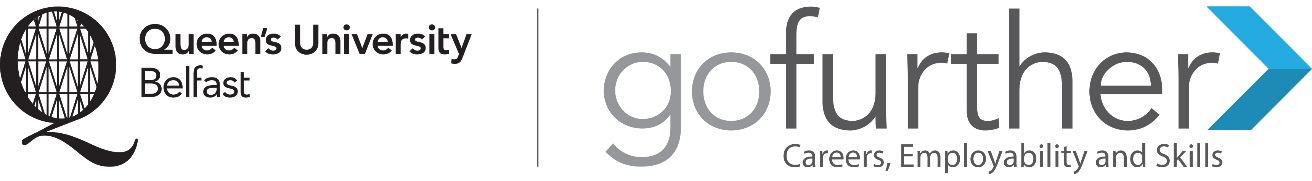 Queen's University
Belfast
gofurther
Careers, Employability and Skills